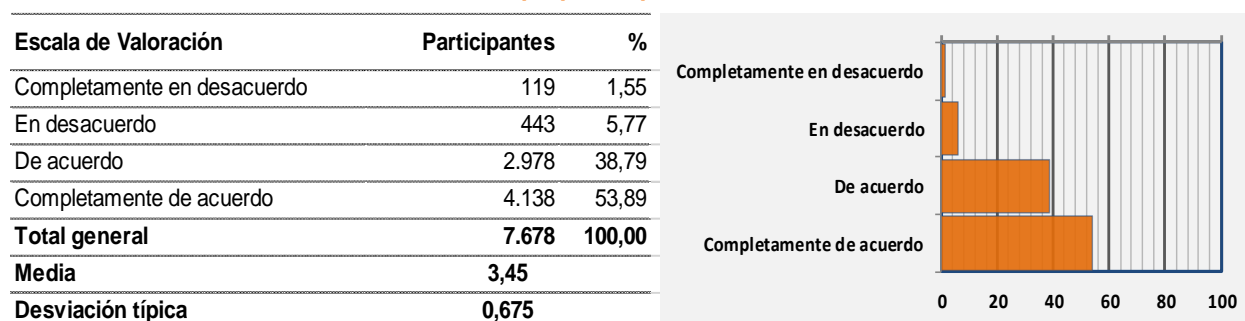 Escala de Valoración Participantes %
Completamente en desacuerdo 119 1,55
En desacuerdo 443 5,77
De acuerdo 2.978 38,79
Completamente de acuerdo 4.138 53,89
Total general 7.678 100,00
Media 3,45
Desviación típica 0,675
Completamente en desacuerdo
En desacuerdo
De acuerdo
Completamente de acuerdo
0 20 40 60 80 100